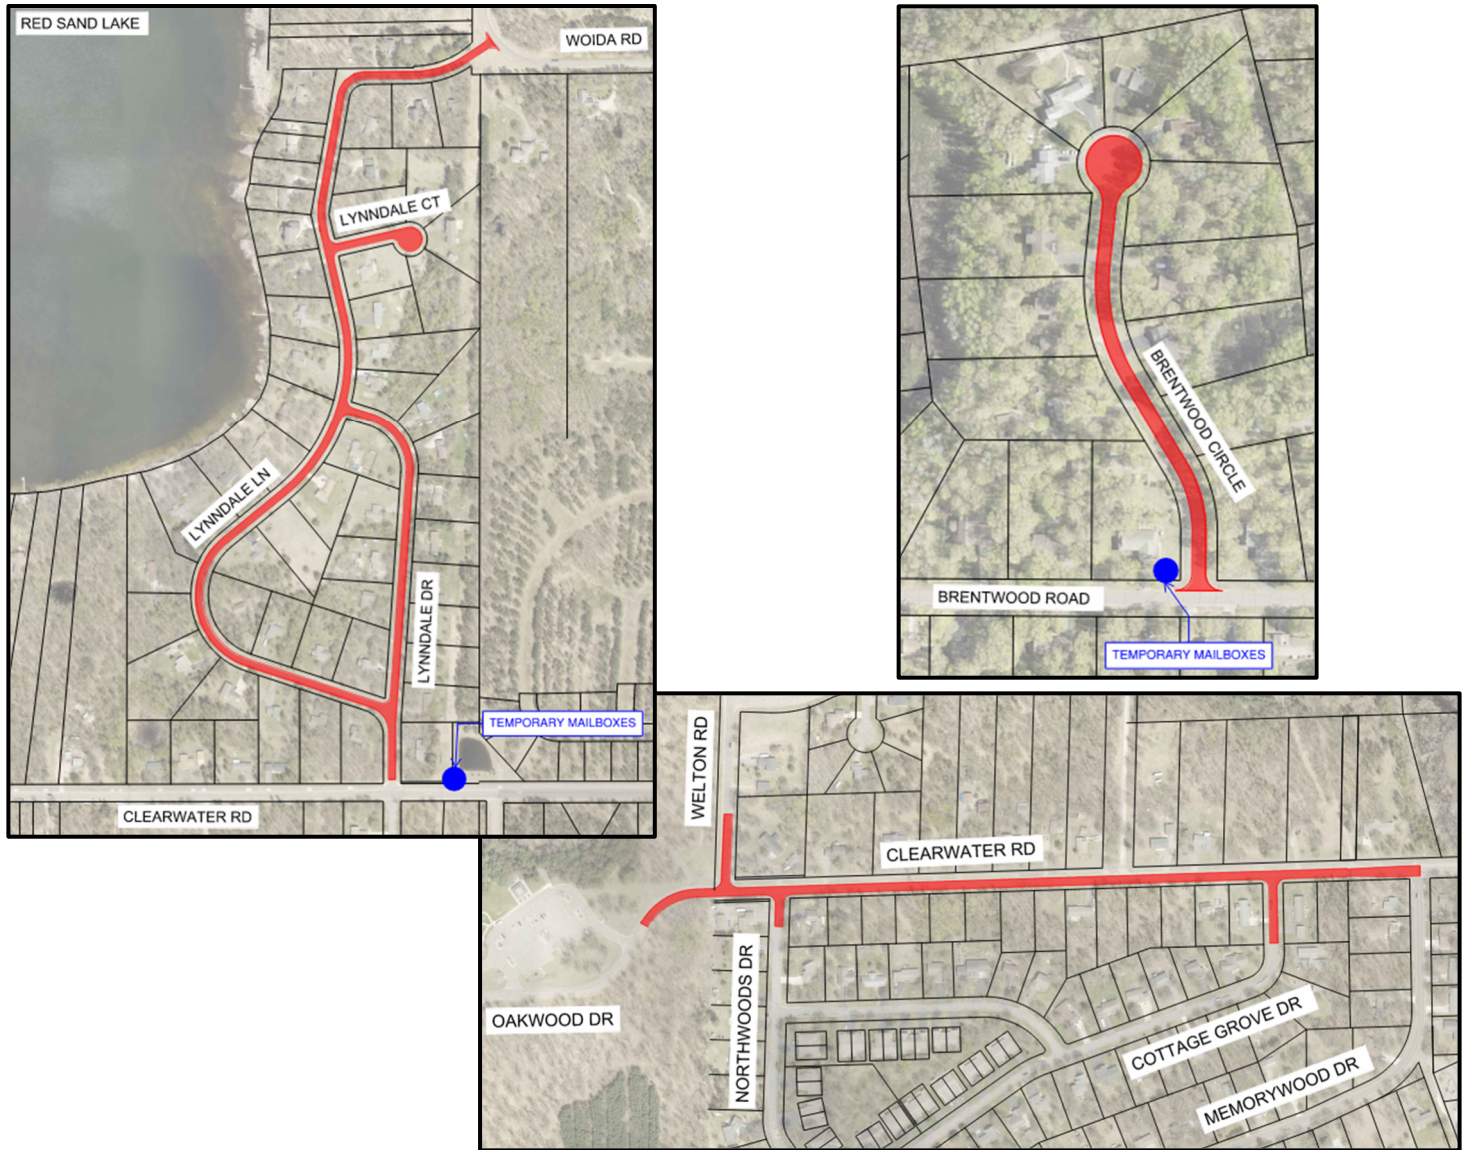 RED SAND LAKE
WOIDA RD
LYNNDALE CT
LYNNDALE LN
LYNNDALE DR
TEMPORARY MAILBOXES
CLEARWATER RD
BRENTWOOD CIRCLE
BRENTWOOD ROAD
TEMPORARY MAILBOXES
WELTON RD
CLEARWATER RD
NORTHWOODS DR
OAKWOOD DR
COTTAGE GROVE DR
MEMORYWOOD DR